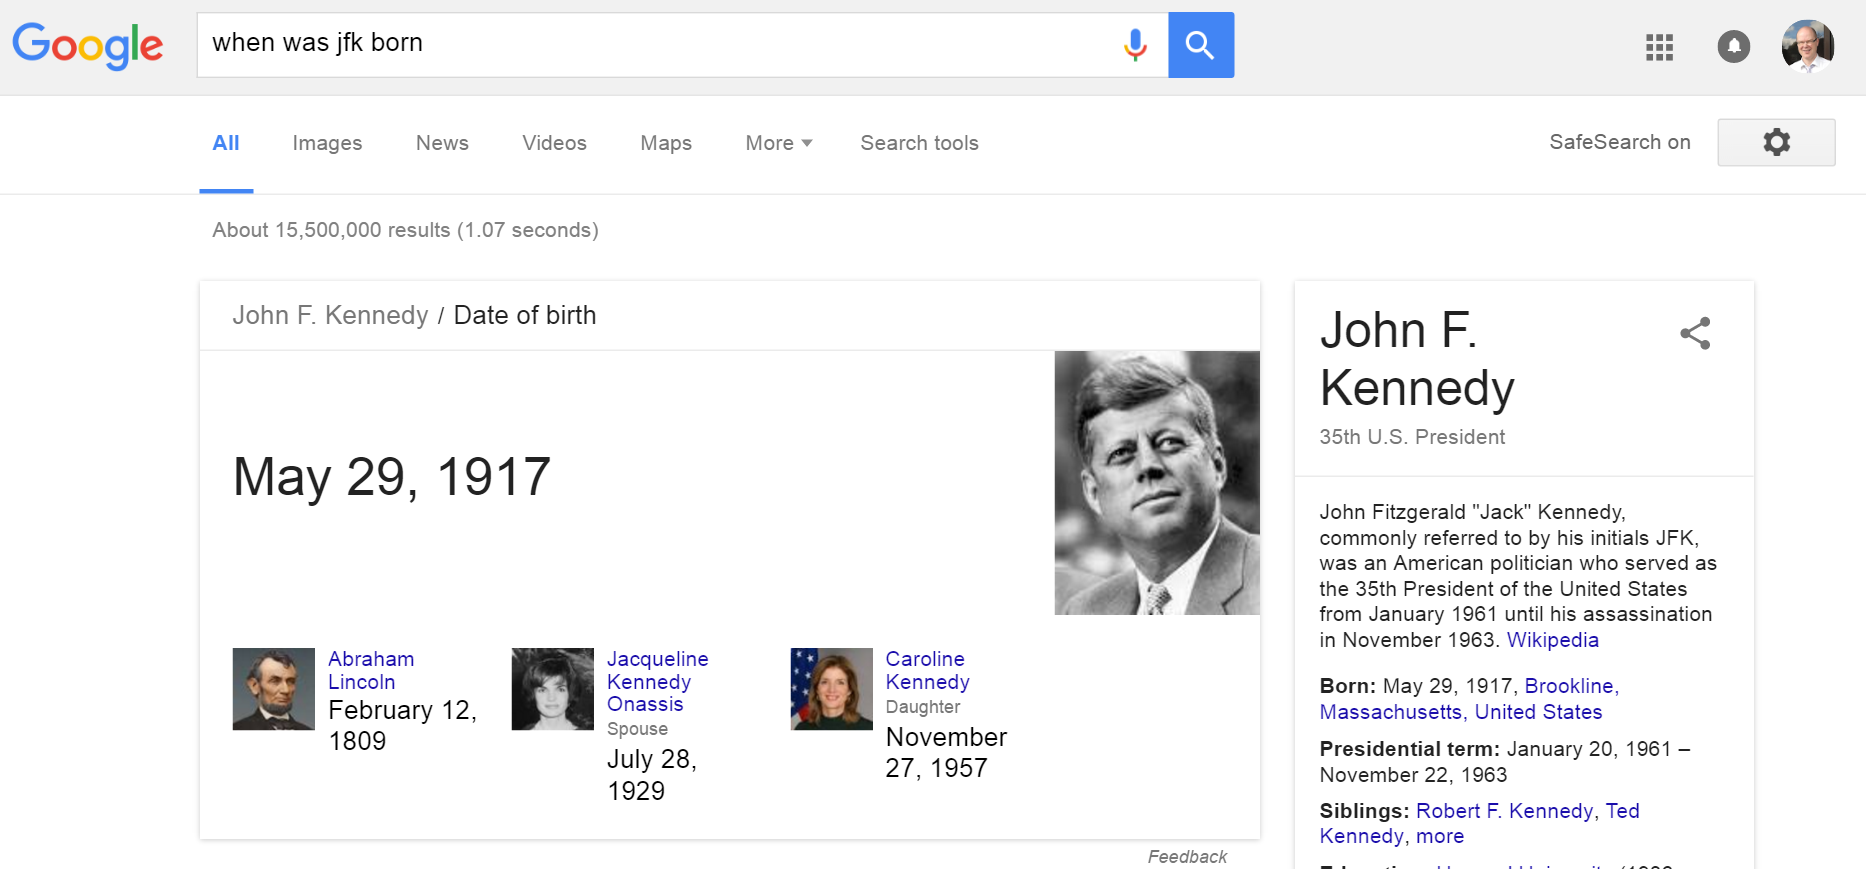 Google
when was jfk born
All Images News Videos Maps More Search tools
SafeSearch on
About 15,500,000 results (1.07 seconds)
John F. Kennedy / Date of birth
May 29, 1917
Abraham
Lincoln
February 12,
1809
Jacqueline
Kennedy
Onassis
Spouse
July 28,
1929
Caroline
Kennedy
Daughter
November
27, 1957
Feedback
John F.
Kennedy
35th U.S. President
John Fitzgerald "Jack" Kennedy,
commonly referred to by his initials JFK,
was an American politician who served as
the 35th President of the United States
from January 1961 until his assassination
in November 1963. Wikipedia
Born: May 29, 1917, Brookline,
Massachusetts, United States
Presidential term: January 20, 1961 –
November 22, 1963
Siblings: Robert F. Kennedy, Ted
Kennedy, more